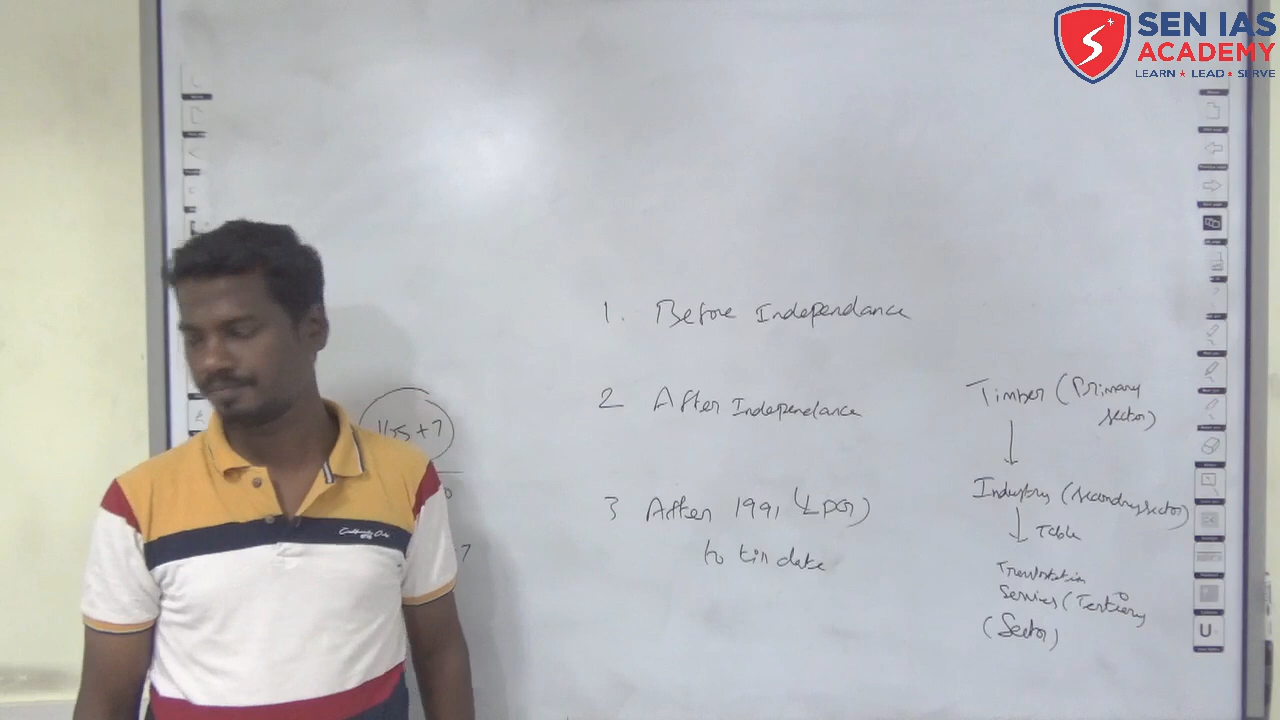 SEN IAS
ACADEMY
LEARN ★ LEAD ★ SERVE
1. Before Independance
2 After Independance
3 After 1991 (LPG)
to till date
Timber (Primary
sector)
Industry (secondary sector)
Table
Services (Tertiary
(Sector)
U